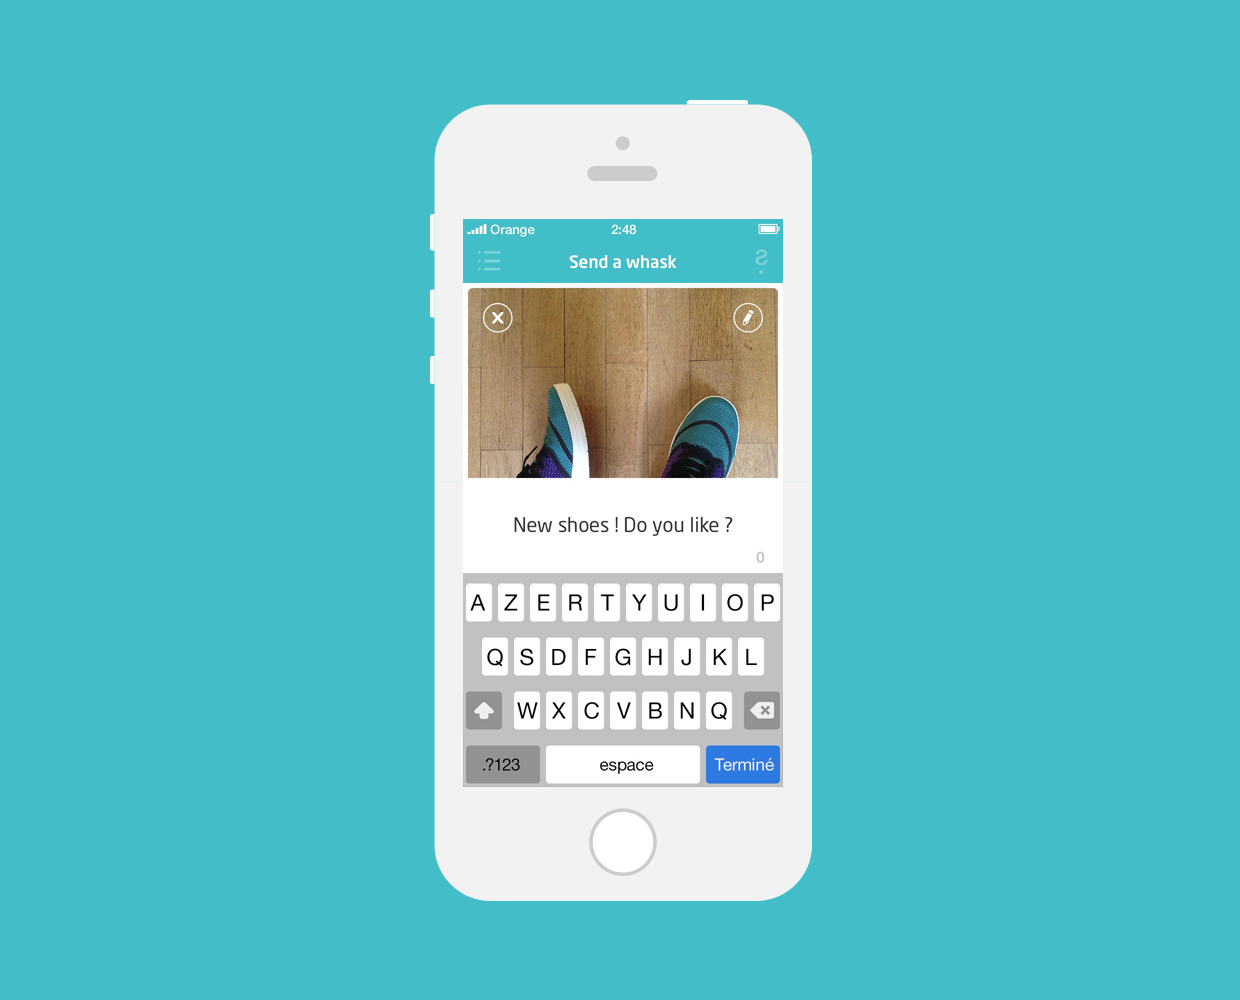 Orange 2:48
Send a whask
New shoes ! Do you like ?
0
A Z E R T Y U I O P
Q S D F G H J K L
W X C V B N Q
.?123 espace Terminé